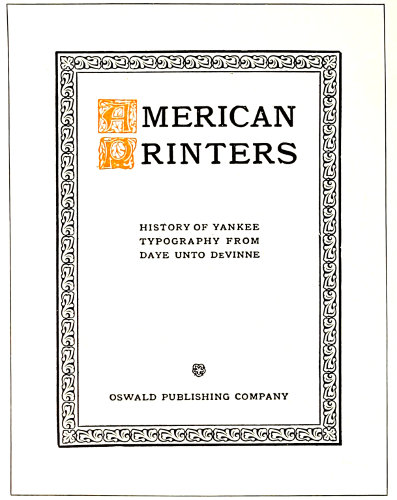 AMERICAN
PRINTERS
HISTORY OF YANKEE
TYPOGRAPHY FROM
DAYE UNTO DEVINNE
OSWALD PUBLISHING COMPANY